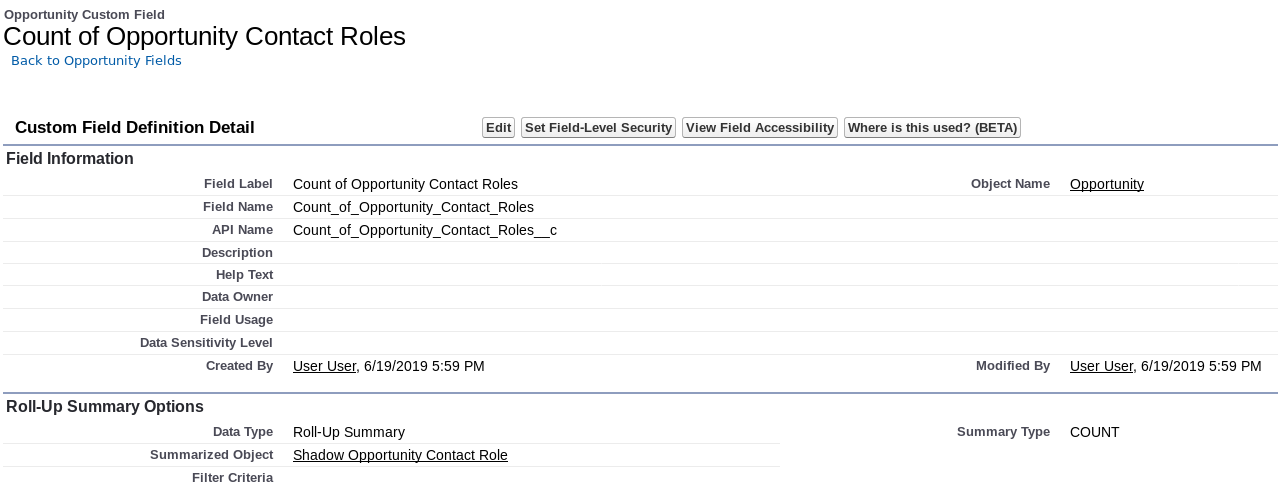 Opportunity Custom Field
Count of Opportunity Contact Roles
Back to Opportunity Fields
Custom Field Definition Detail Edit Set Field-Level Security View Field Accessibility Where is this used? (BETA)
Field Information
Field Label Count of Opportunity Contact Roles Object Name Opportunity
Field Name Count_of_Opportunity_Contact_Roles
API Name Count_of_Opportunity_Contact_Roles__c
Description
Help Text
Data Owner
Field Usage
Data Sensitivity Level
Created By User User, 6/19/2019 5:59 PM Modified By User User, 6/19/2019 5:59 PM
Roll-Up Summary Options
Data Type Roll-Up Summary Summary Type COUNT
Summarized Object Shadow Opportunity Contact Role
Filter Criteria